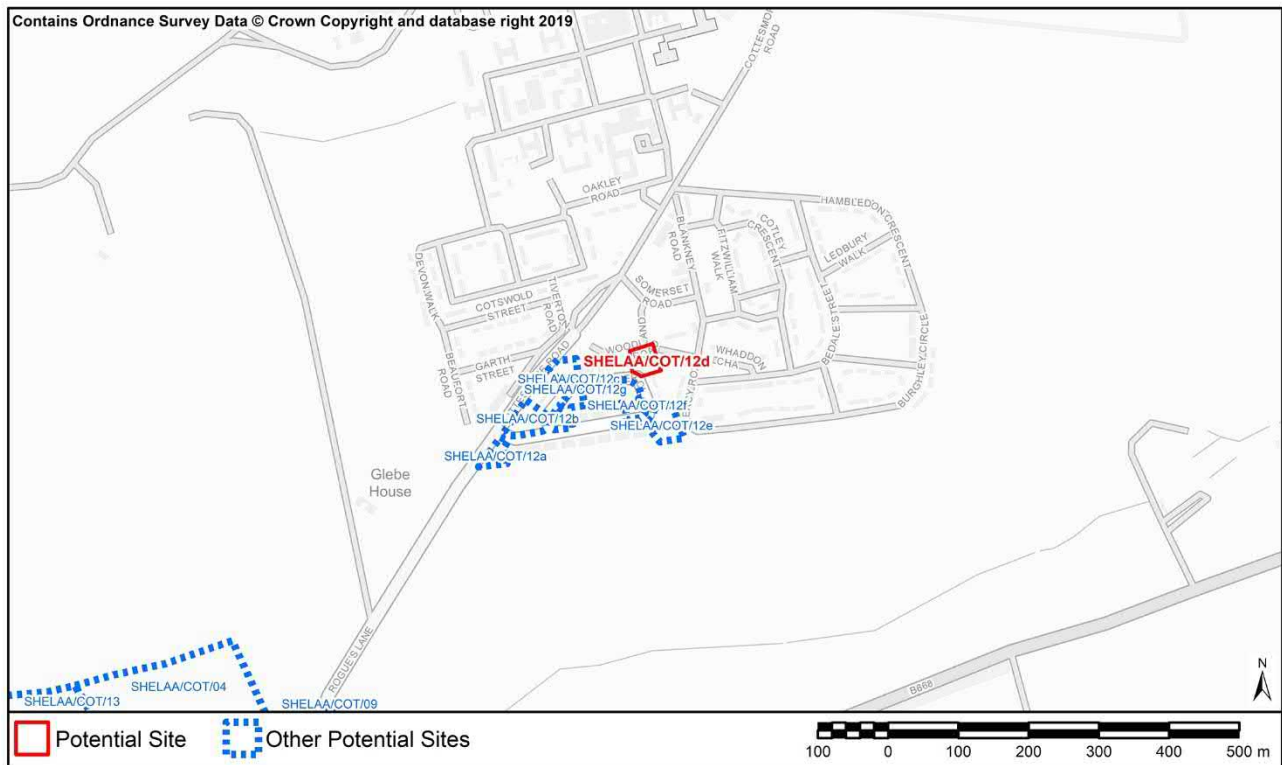 Contains Ordnance Survey Data © Crown Copyright and database right 2019
COTTESMORE
ROAD
OAKLEY
ROAD
HAMBLEDON CRESCENT
BLANKNEY
ROAD
FITZWILLIAM
WALK
COTLEY
CRESCENT
LEDBURY
WALK
DEVON WALK
SOMERSET
ROAD
COTSWOLD
STREET
TIVERTON
ROAD
BEDALE STREET
GARTH
STREET
BEAUFORT
ROAD
WHADDON
BURGHLEY CIRCLE
SHELAA/COT/12d
SHELAA/COT/12c
SHELAA/COT/12g
SHELAA/COT/12f
SHELAA/COT/12b
SHELAA/COT/12e
SHELAA/COT/12a
Glebe
House
ROGUE'S LANE
B668
SHELAA/COT/04
SHELAA/COT/13
SHELAA/COT/09
N
Potential Site
Other Potential Sites
100 0 100 200 300 400 500 m